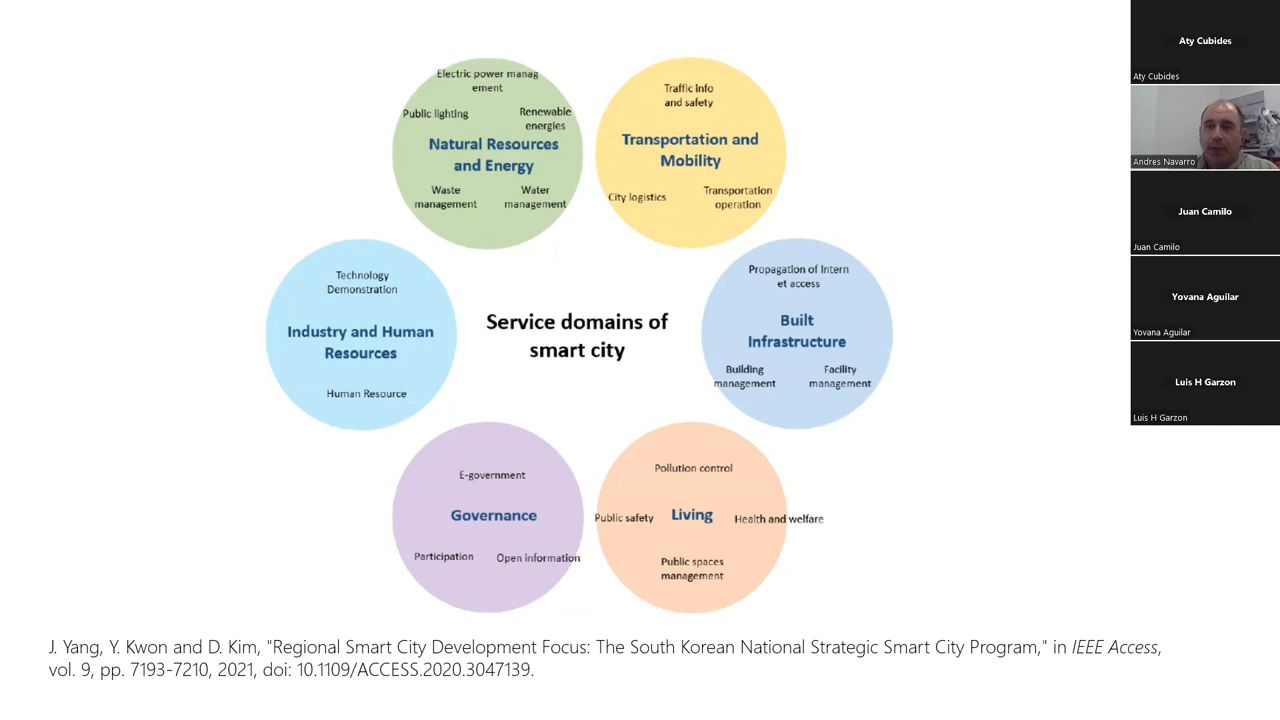 Electric power manag
ement
Public lighting
Renewable
energies
Natural Resources
and Energy
Waste
management
Water
management
Traffic info
and safety
Transportation and
Mobility
City logistics
Transportation
operation
Technology
Demonstration
Industry and Human
Resources
Human Resource
Service domains of
smart city
Propagation of Intern
et access
Built
Infrastructure
Building
management
Facility
management
E-government
Governance
Participation
Open information
Pollution control
Public safety
Living
Health and welfare
Public spaces
management
J. Yang, Y. Kwon and D. Kim, "Regional Smart City Development Focus: The South Korean National Strategic Smart City Program," in IEEE Access,
vol. 9, pp. 7193-7210, 2021, doi: 10.1109/ACCESS.2020.3047139.
Aty Cubides
Aty Cubides
Andres Navarro
Juan Camilo
Juan Camilo
Yovana Aguilar
Yovana Aguilar
Luis H Garzon
Luis H Garzon